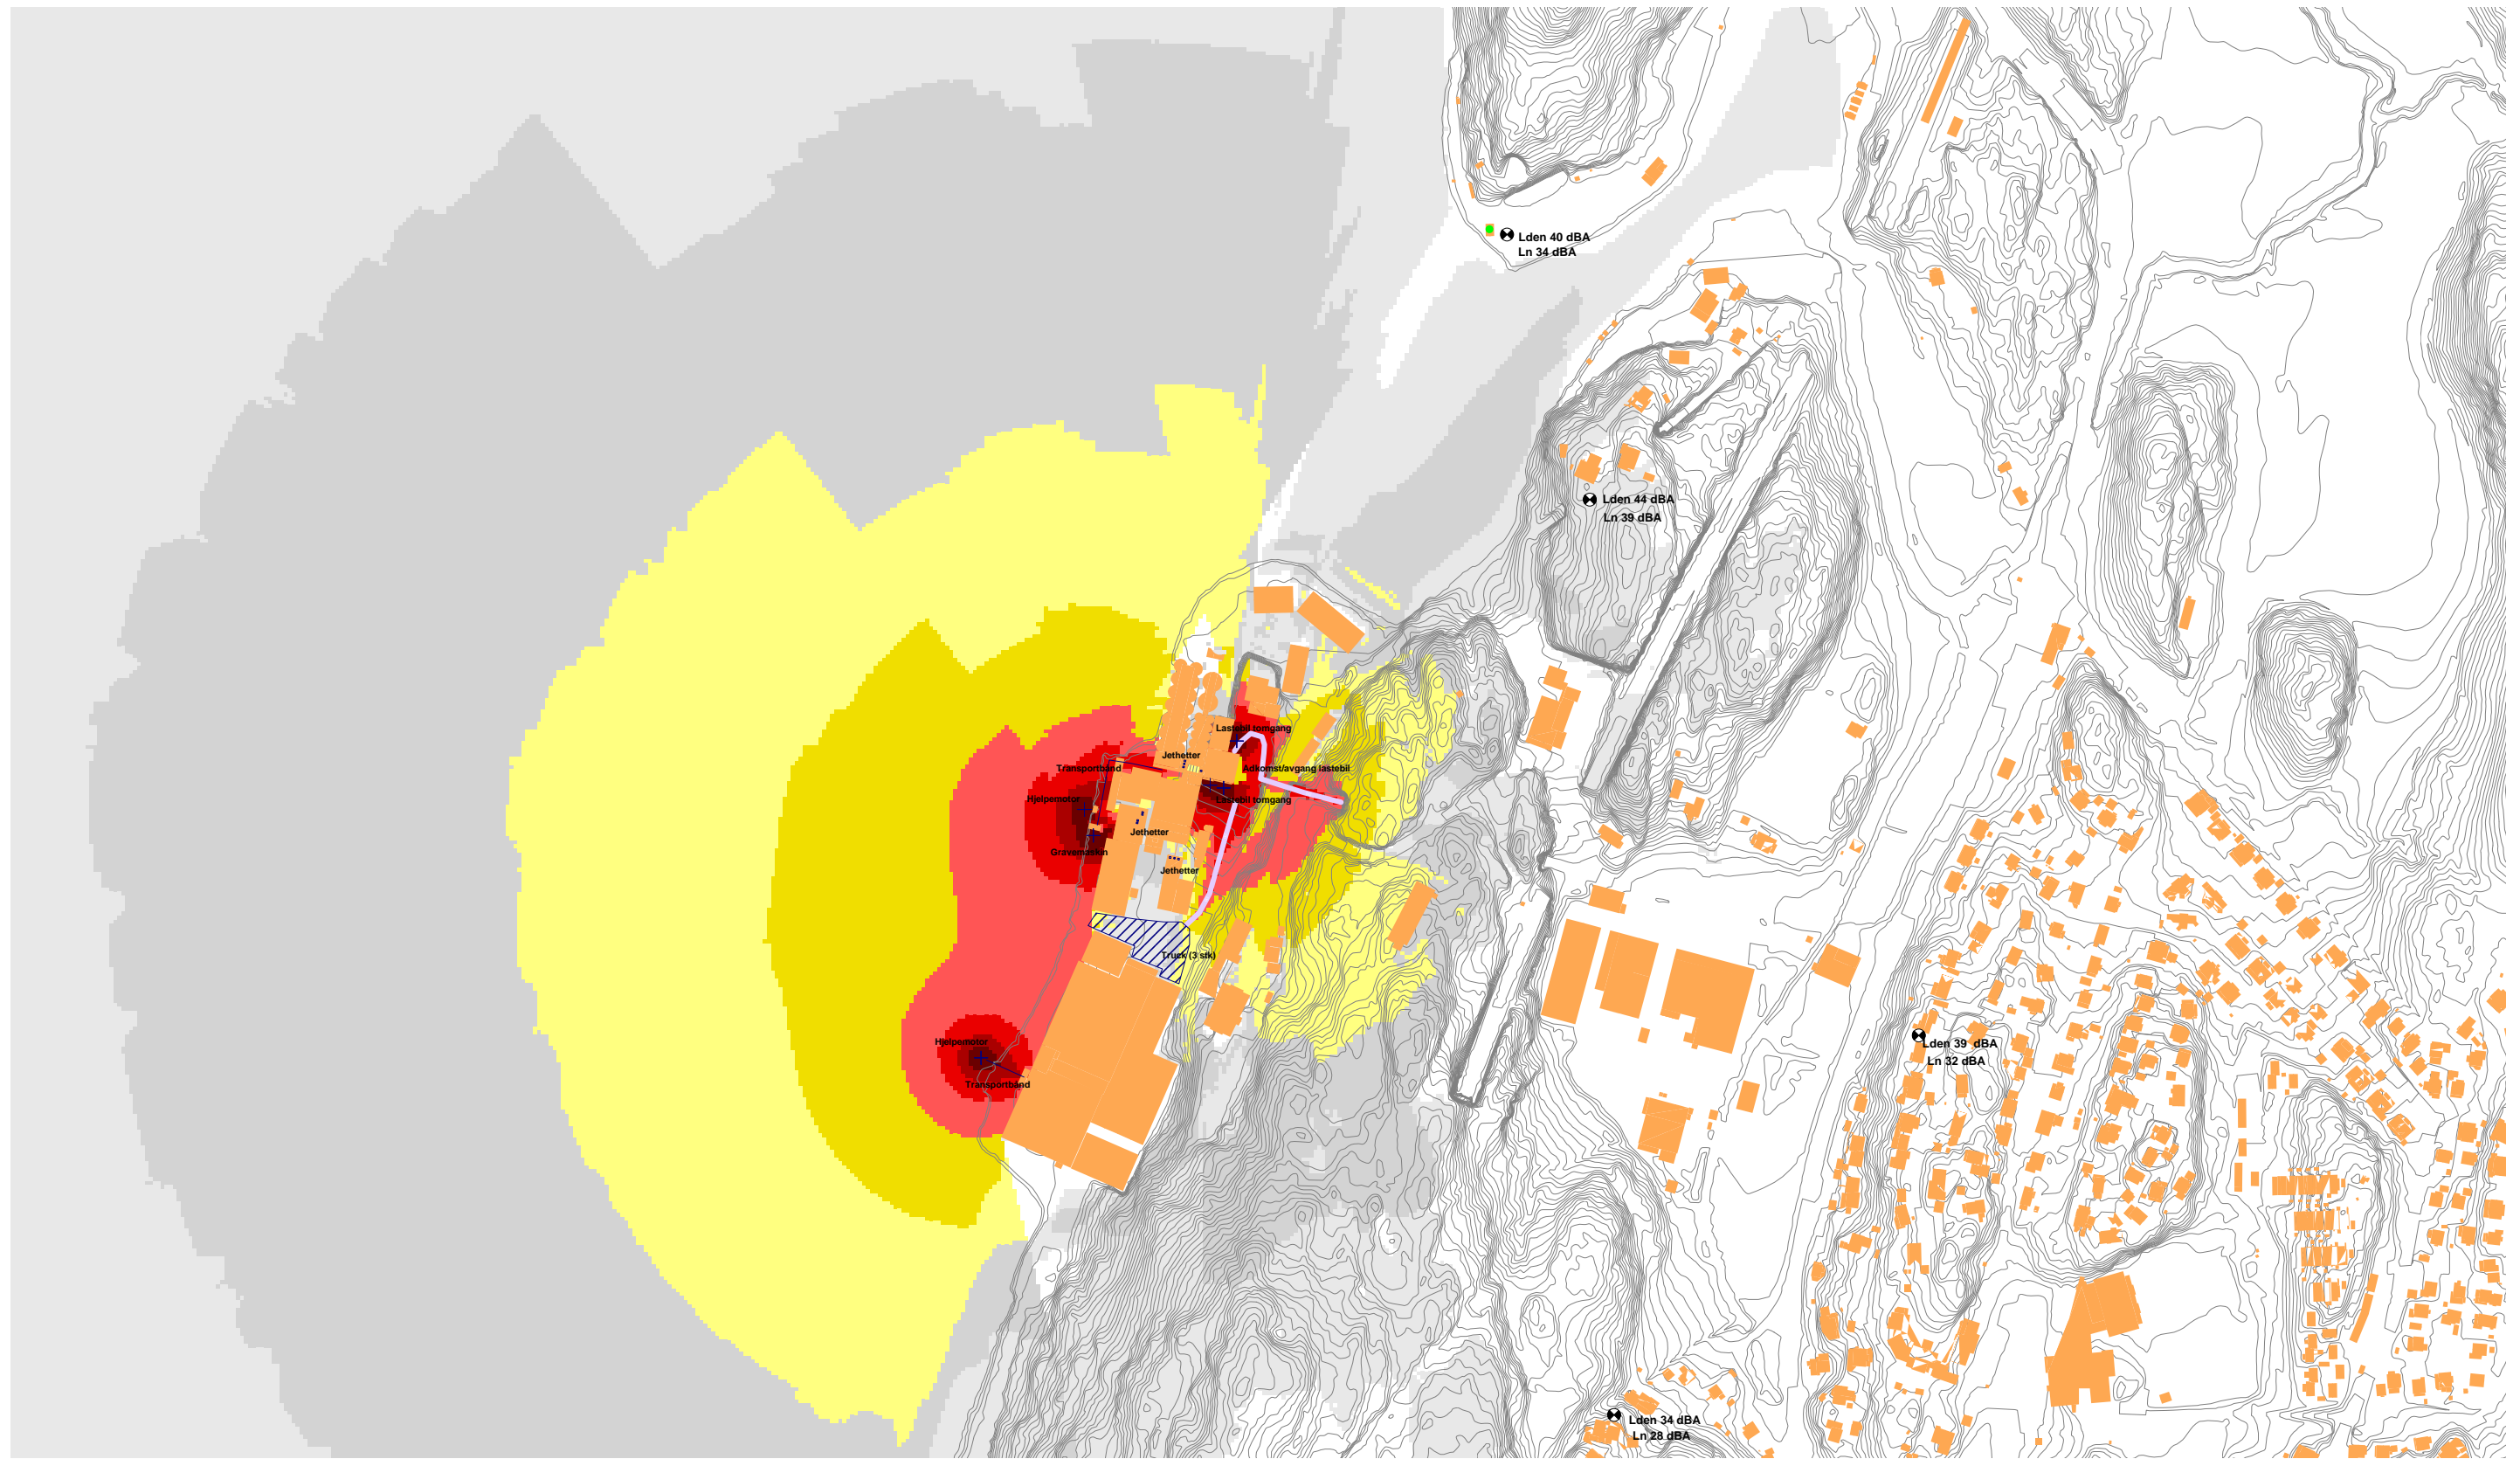 Lden 40 dBA
Ln 34 dBA
Lden 44 dBA
Ln 39 dBA
Lastebil tomgang
Jethetter
Transportbånd
Adkomst/avgang lastebil
Hjelpemotor
Lastebil tomgang
Jethetter
Gravemaskin
Jethetter
Truck (3 stk)
Hjelpemotor
Lden 39 dBA
Ln 32 dBA
Transportbånd
Lden 34 dBA
Ln 28 dBA